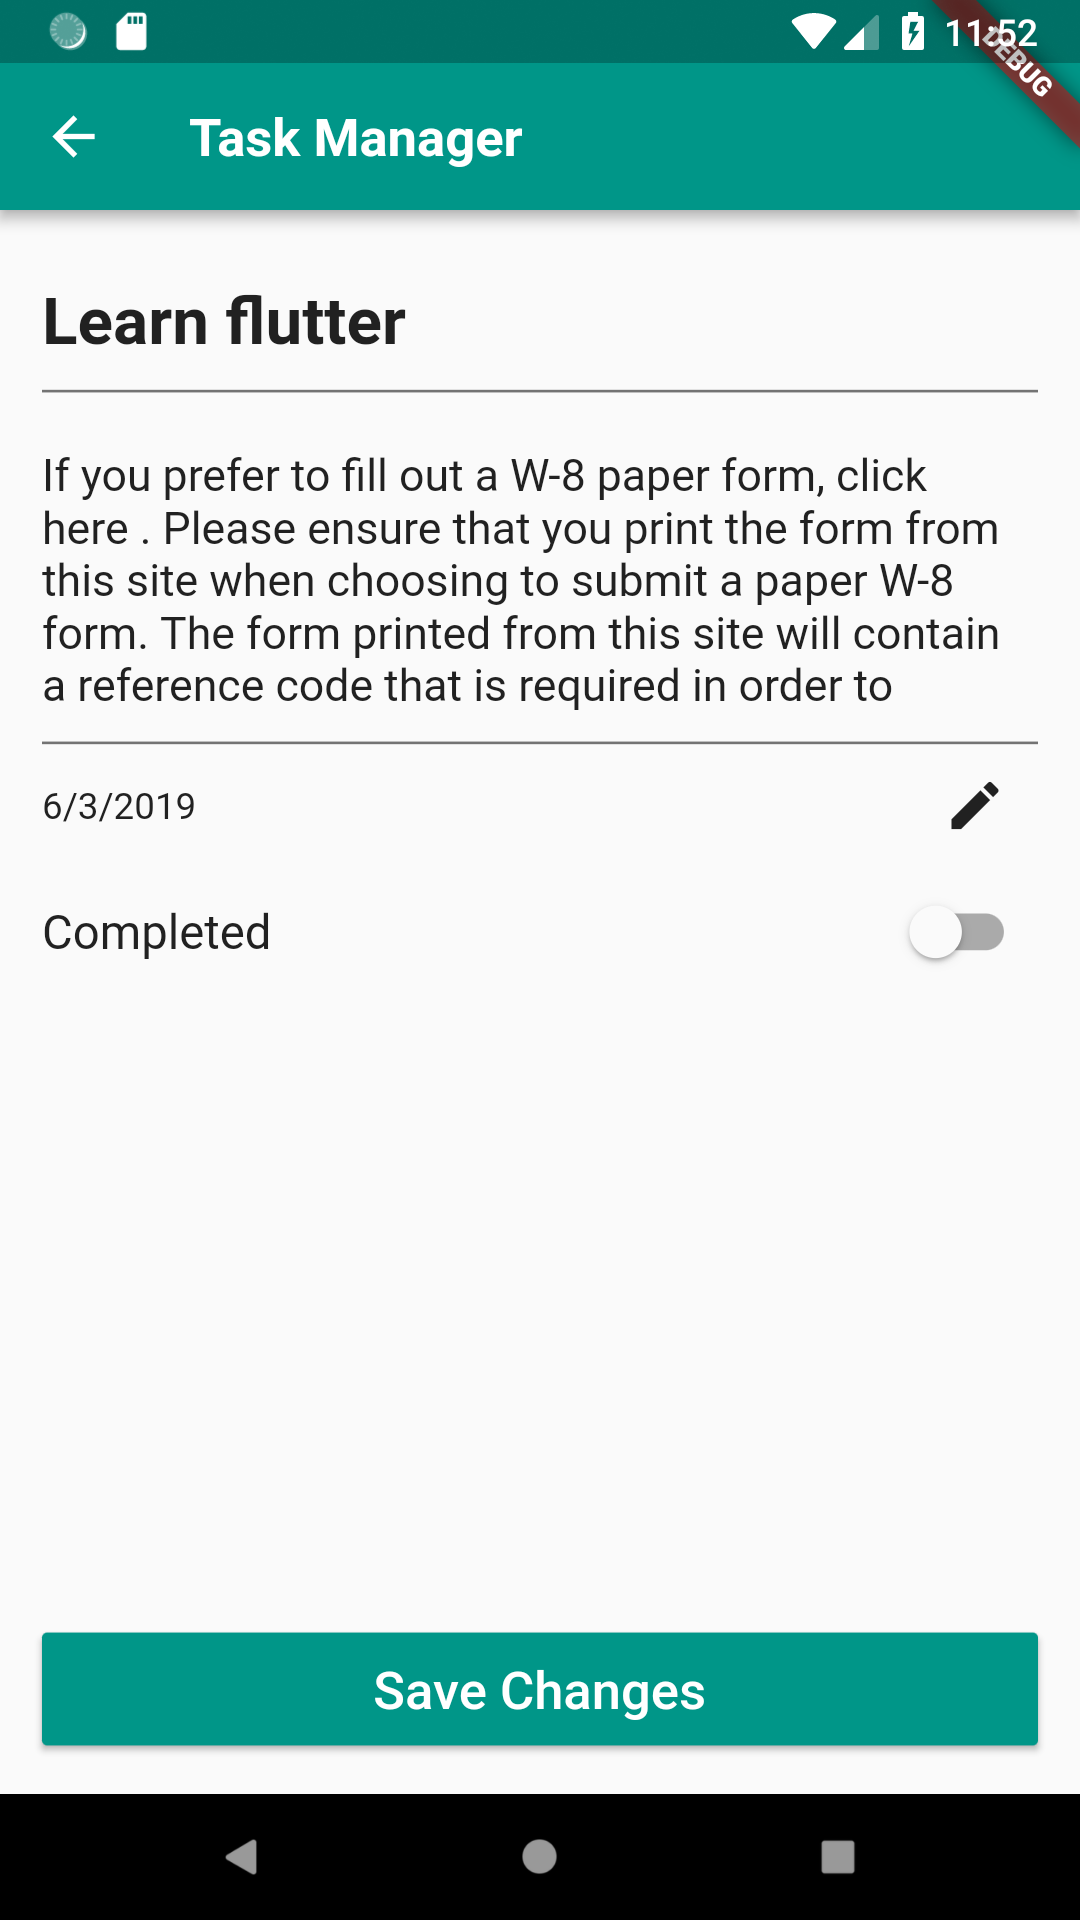 11:52
DEBUG
Task Manager
Learn flutter
If you prefer to fill out a W-8 paper form, click
here . Please ensure that you print the form from
this site when choosing to submit a paper W-8
form. The form printed from this site will contain
a reference code that is required in order to
6/3/2019
Completed
Save Changes